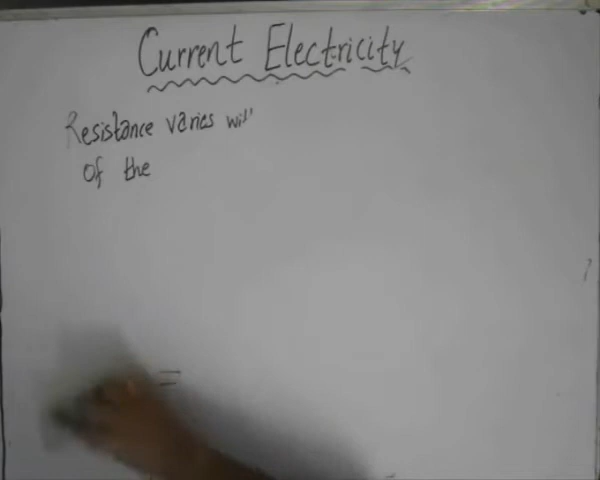 Current Electricity
Resistance varies
of the
=